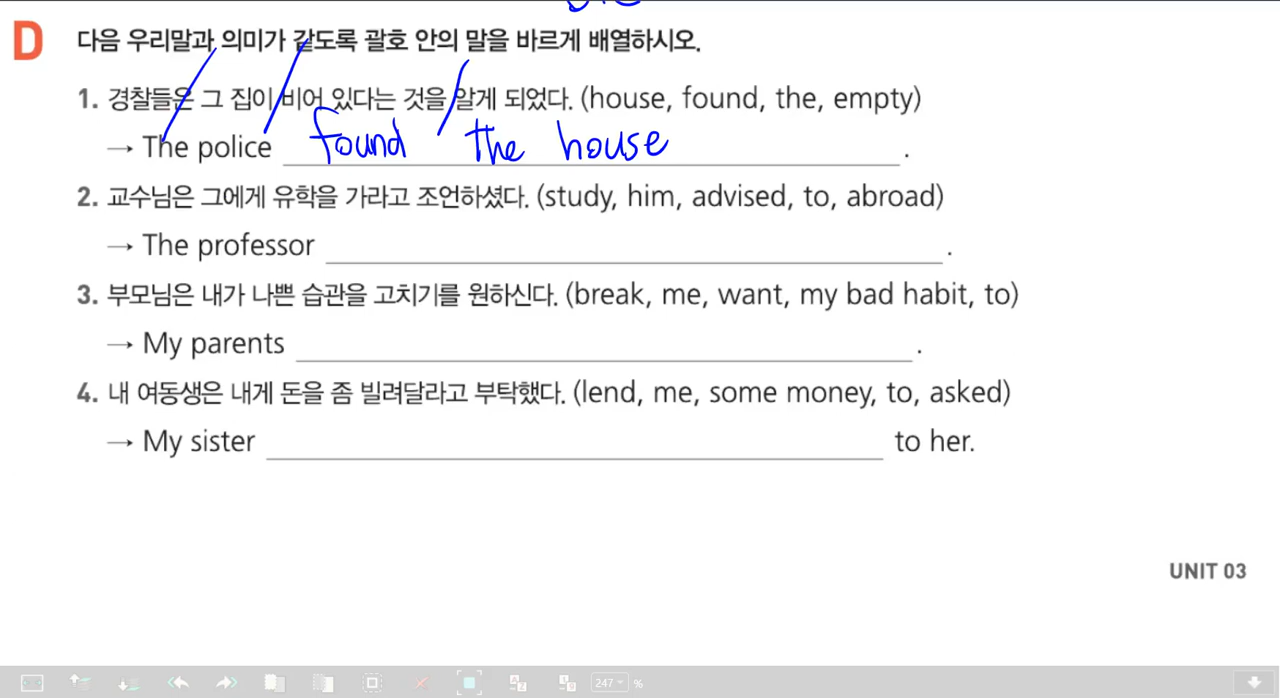 D 다음 우리말과 의미가 같도록 괄호 안의 말을 바르게 배열하시오.
1. 경찰들은 그 집이 비어 있다는 것을 알게 되었다. (house, found, the, empty)
→ The police found the house .
2. 교수님은 그에게 유학을 가라고 조언하셨다. (study, him, advised, to, abroad)
→ The professor .
3. 부모님은 내가 나쁜 습관을 고치기를 원하신다. (break, me, want, my bad habit, to)
→ My parents .
4. 내 여동생은 내게 돈을 좀 빌려달라고 부탁했다. (lend, me, some money, to, asked)
→ My sister to her.
UNIT 03
247 %